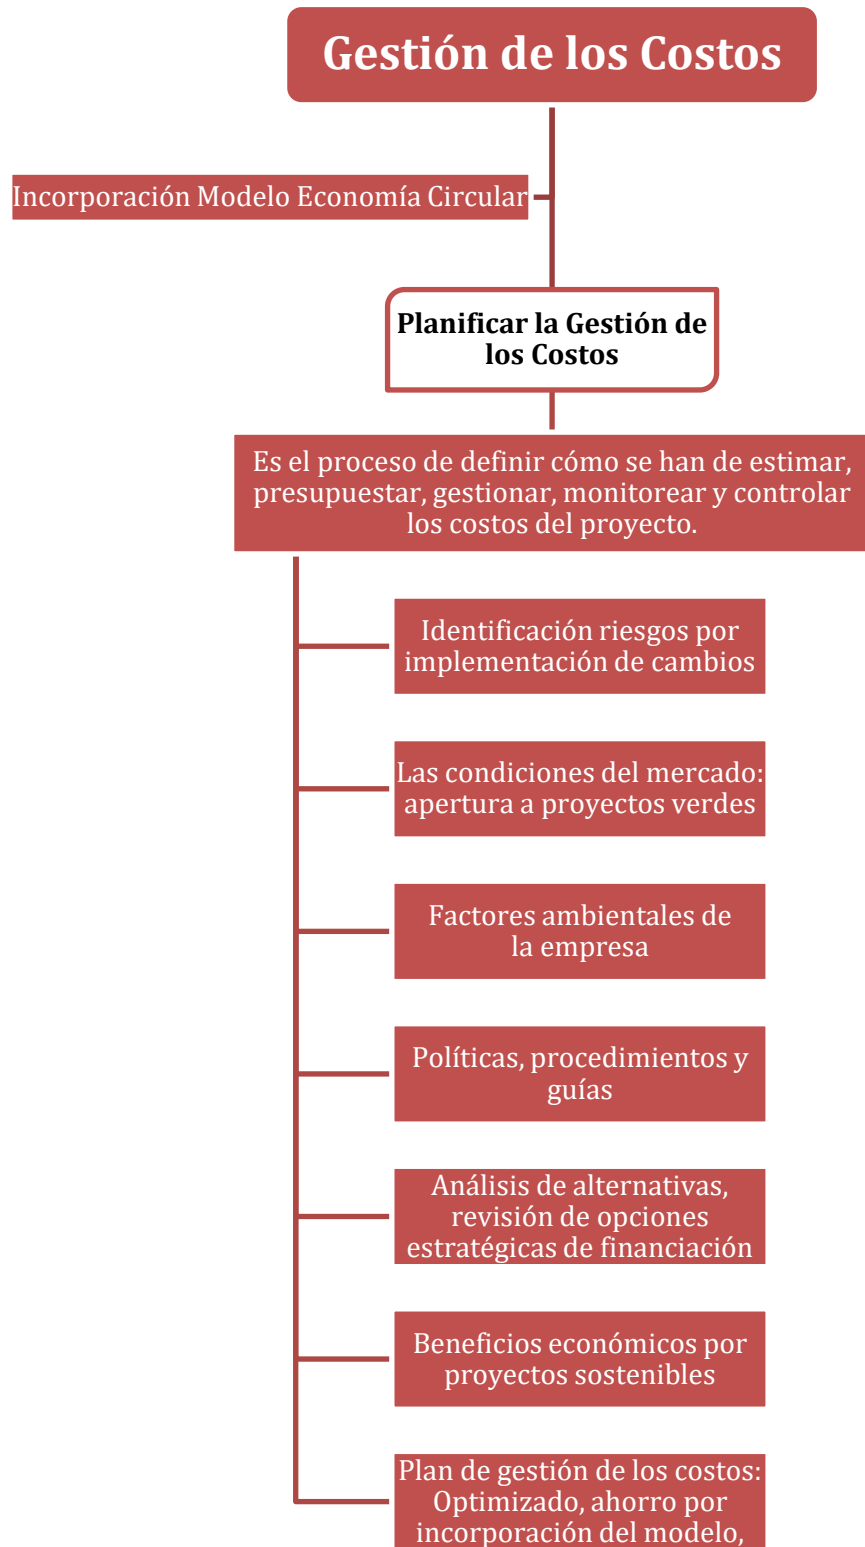 Gestión de los Costos
Incorporación Modelo Economía Circular
Planificar la Gestión de
los Costos
Es el proceso de definir cómo se han de estimar,
presupuestar, gestionar, monitorear y controlar
los costos del proyecto.
Identificación riesgos por
implementación de cambios
Las condiciones del mercado:
apertura a proyectos verdes
Factores ambientales de
la empresa
Políticas, procedimientos y
guías
Análisis de alternativas,
revisión de opciones
estratégicas de financiación
Beneficios económicos por
proyectos sostenibles
Plan de gestión de los costos:
Optimizado, ahorro por
incorporación del modelo,